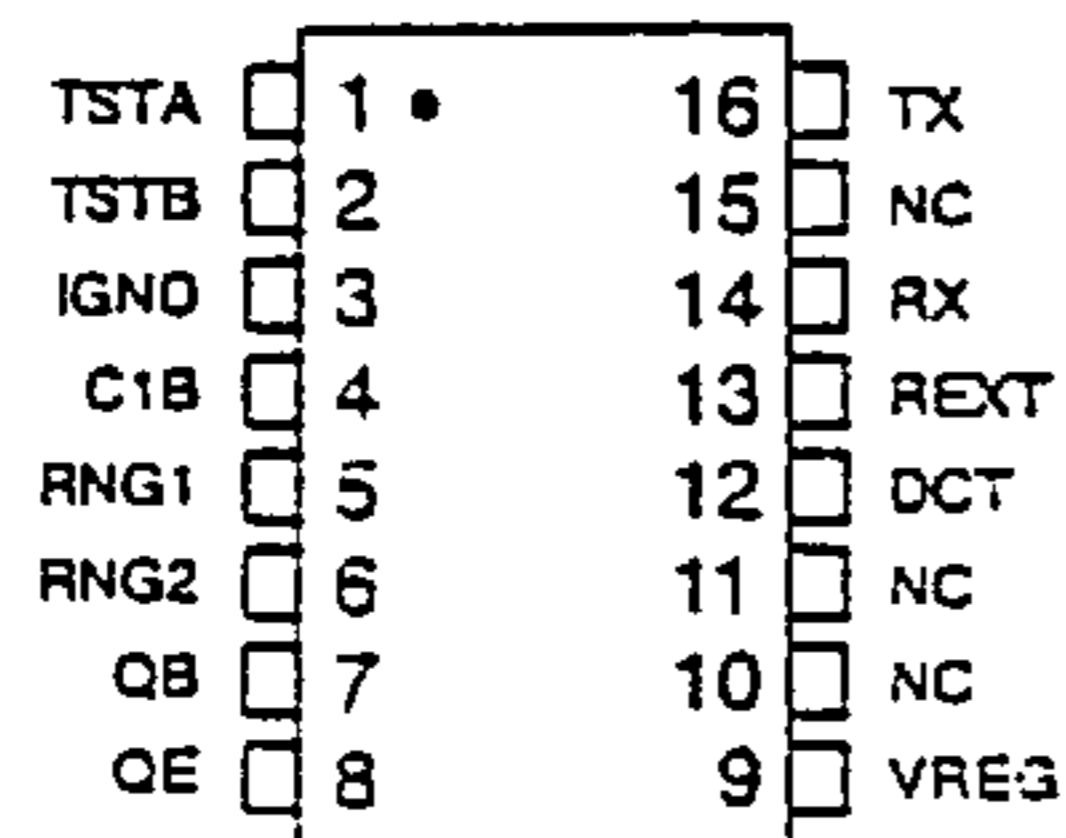 TSTA 1 16 TX
TSTB 2 15 NC
IGND 3 14 RX
C1B 4 13 REXT
RNG1 5 12 DCT
RNG2 6 11 NC
QB 7 10 NC
QE 8 9 VREG